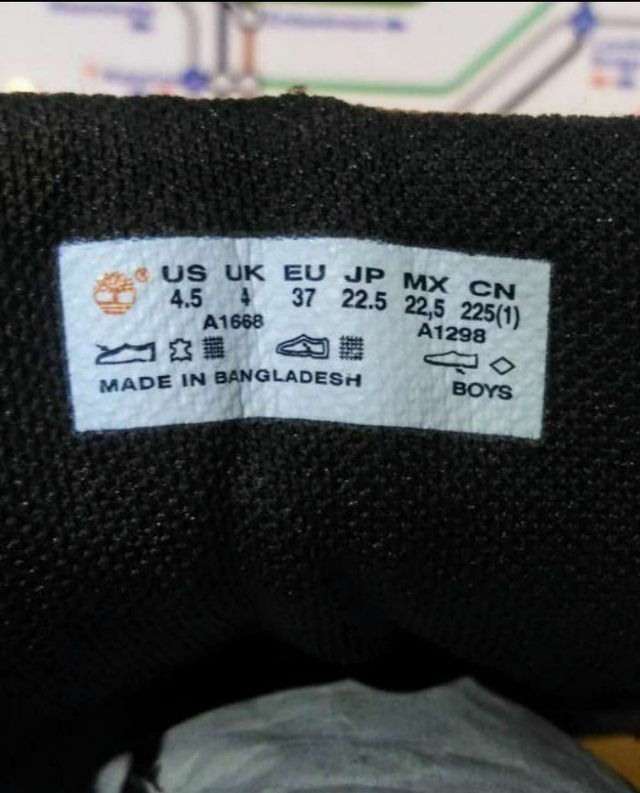 ® US UK EU JP MX CN
4.5 4 37 22.5 22,5 225(1)
A1668 A1298
MADE IN BANGLADESH BOYS